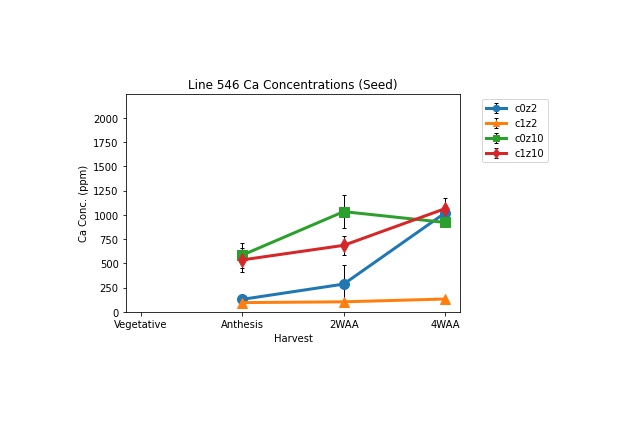 Line 546 Ca Concentrations (Seed)
2000
1750
1500
1250
1000
750
500
250
0
Ca Conc. (ppm)
Vegetative Anthesis 2WAA 4WAA
Harvest
c0z2
c1z2
c0z10
c1z10